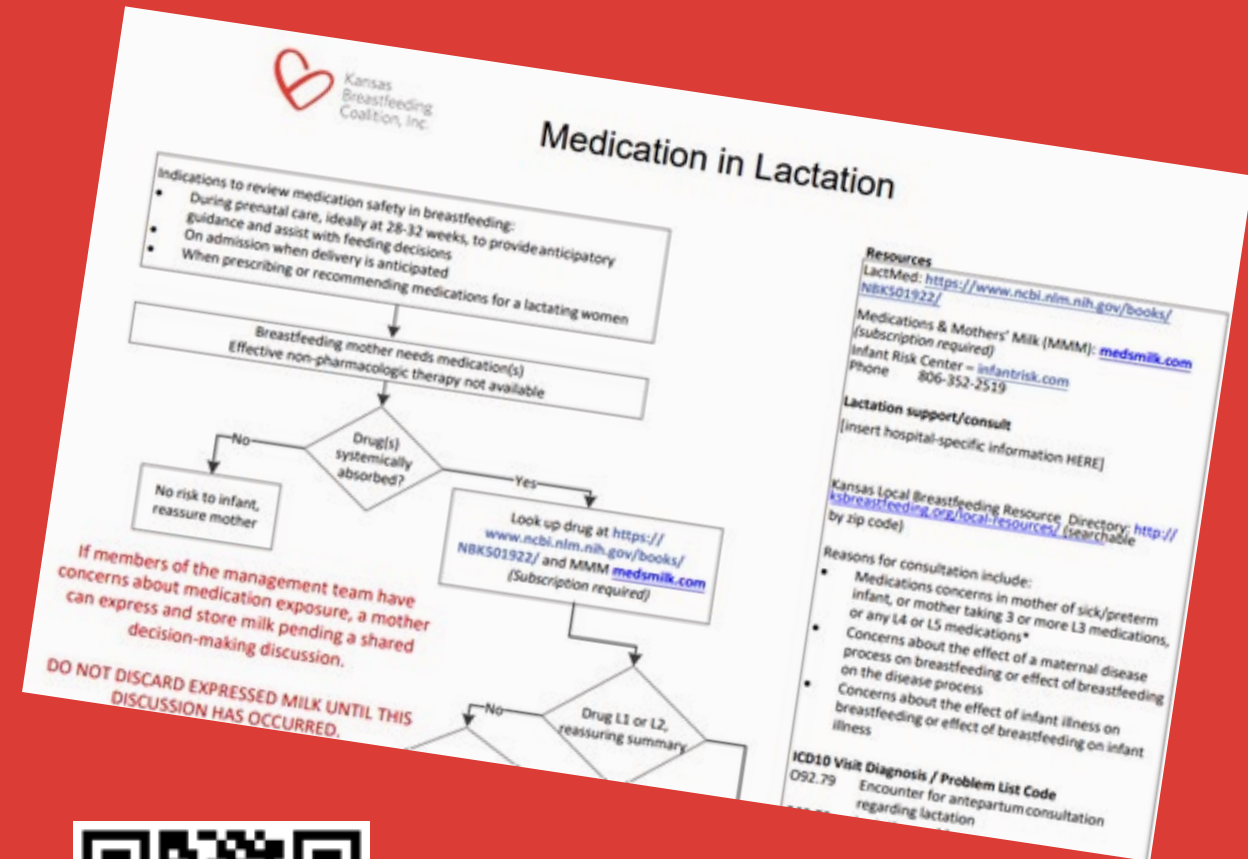 Kansas
Breastfeeding
Coalition, Inc.
Medication in Lactation
Indications to review medication safety in breastfeeding:
• During prenatal care, ideally at 28-32 weeks, to provide anticipatory
guidance and assist with feeding decisions
• On admission when delivery is anticipated
• When prescribing or recommending medications for a lactating women
Breastfeeding mother needs medication(s)
Effective non-pharmacologic therapy not available
Drug(s)
systemically
absorbed?
No
Yes
No risk to infant,
reassure mother
Look up drug at https://
www.ncbi.nlm.nih.gov/books/
NBK501922/ and MMM medsmilk.com
(Subscription required)
If members of the management team have
concerns about medication exposure, a mother
can express and store milk pending a shared
decision-making discussion.
DO NOT DISCARD EXPRESSED MILK UNTIL THIS
DISCUSSION HAS OCCURRED.
No
Drug L1 or L2,
reassuring summary
Resources
LactMed: https://www.ncbi.nlm.nih.gov/books/
NBK501922/
Medications & Mothers' Milk (MMM): medsmilk.com
(subscription required)
Infant Risk Center – infantrisk.com
Phone 806-352-2519
Lactation support/consult
[insert hospital-specific information HERE]
Kansas Local Breastfeeding Resource Directory: http://
ksbreastfeeding.org/local-resources/ (searchable
by zip code)
Reasons for consultation include:
• Medications concerns in mother of sick/preterm
infant, or mother taking 3 or more L3 medications,
or any L4 or L5 medications*
• Concerns about the effect of a maternal disease
process on breastfeeding or effect of breastfeeding
on the disease process
• Concerns about the effect of infant illness on
breastfeeding or effect of breastfeeding on infant
illness
ICD10 Visit Diagnosis / Problem List Code
O92.79 Encounter for antepartum consultation
regarding lactation